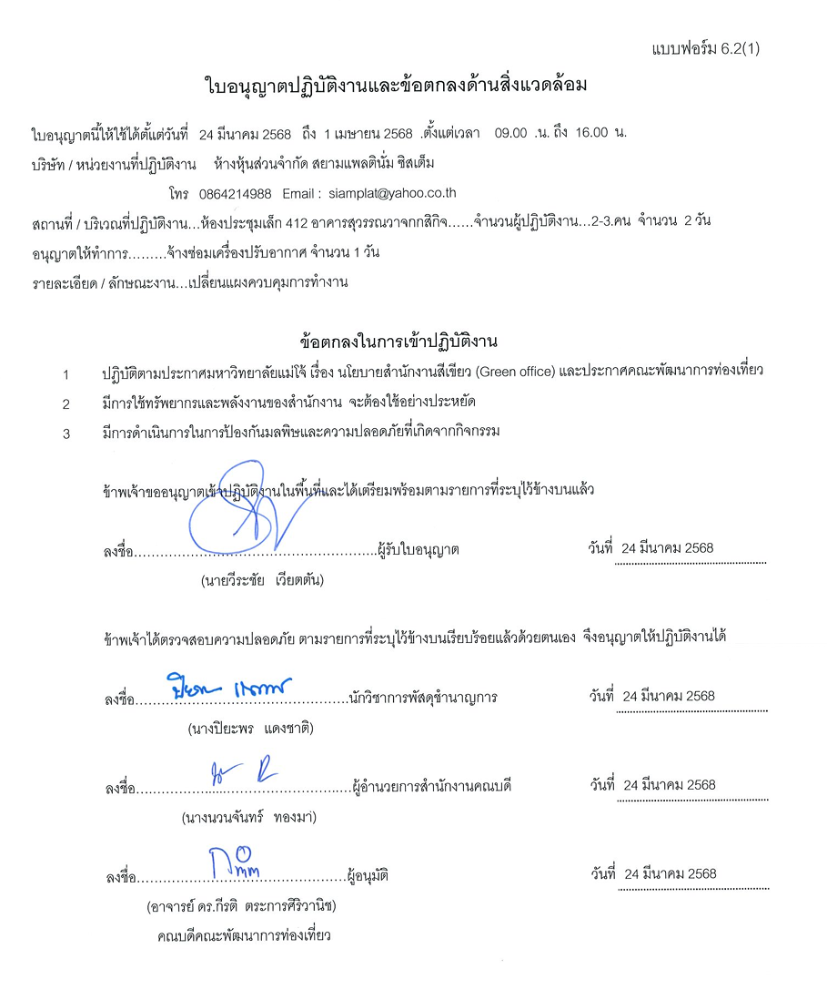 แบบฟอร์ม 6.2(1)
ใบอนุญาตปฏิบัติงานและข้อตกลงด้านสิ่งแวดล้อม
ใบอนุญาตนี้ให้ใช้ได้ตั้งแต่วันที่ 24 มีนาคม 2568 ถึง 1 เมษายน 2568 .ตั้งแต่เวลา 09.00 .น. ถึง 16.00 น.
บริษัท / หน่วยงานที่ปฏิบัติงาน ห้างหุ้นส่วนจำกัด สยามแพลตินั่ม ซิสเต็ม
โทร 0864214988 Email : siamplat@yahoo.co.th
สถานที่ / บริเวณที่ปฏิบัติงาน...ห้องประชุมเล็ก 412 อาคารสุวรรณวาจกกสิกิจ......จำนวนผู้ปฏิบัติงาน...2-3.คน จำนวน 2 วัน
อนุญาตให้ทำการ.........จ้างซ่อมเครื่องปรับอากาศ จำนวน 1 วัน
รายละเอียด / ลักษณะงาน...เปลี่ยนแผงควบคุมการทำงาน
ข้อตกลงในการเข้าปฏิบัติงาน
1 ปฏิบัติตามประกาศมหาวิทยาลัยแม่โจ้ เรื่อง นโยบายสำนักงานสีเขียว (Green office) และประกาศคณะพัฒนาการท่องเที่ยว
2 มีการใช้ทรัพยากรและพลังงานของสำนักงาน จะต้องใช้อย่างประหยัด
3 มีการดำเนินการในการป้องกันมลพิษและความปลอดภัยที่เกิดจากกิจกรรม
ข้าพเจ้าขออนุญาตเข้าปฏิบัติงานในพื้นที่และได้เตรียมพร้อมตามรายการที่ระบุไว้ข้างบนแล้ว
ลงชื่อ..............................................ผู้รับใบอนุญาต วันที่ 24 มีนาคม 2568
(นายวีระชัย เวียตตัน)
ข้าพเจ้าได้ตรวจสอบความปลอดภัย ตามรายการที่ระบุไว้ข้างบนเรียบร้อยแล้วด้วยตนเอง จึงอนุญาตให้ปฏิบัติงานได้
ลงชื่อ........................................นักวิชาการพัสดุชำนาญการ วันที่ 24 มีนาคม 2568
(นางปิยะพร แดงชาติ)
ลงชื่อ........................................ผู้อำนวยการสำนักงานคณบดี วันที่ 24 มีนาคม 2568
(นางนวนจันทร์ ทองมา)
ลงชื่อ........................................ผู้อนุมัติ วันที่ 24 มีนาคม 2568
(อาจารย์ ดร.กีรติ ตระการศิริวานิช)
คณบดีคณะพัฒนาการท่องเที่ยว